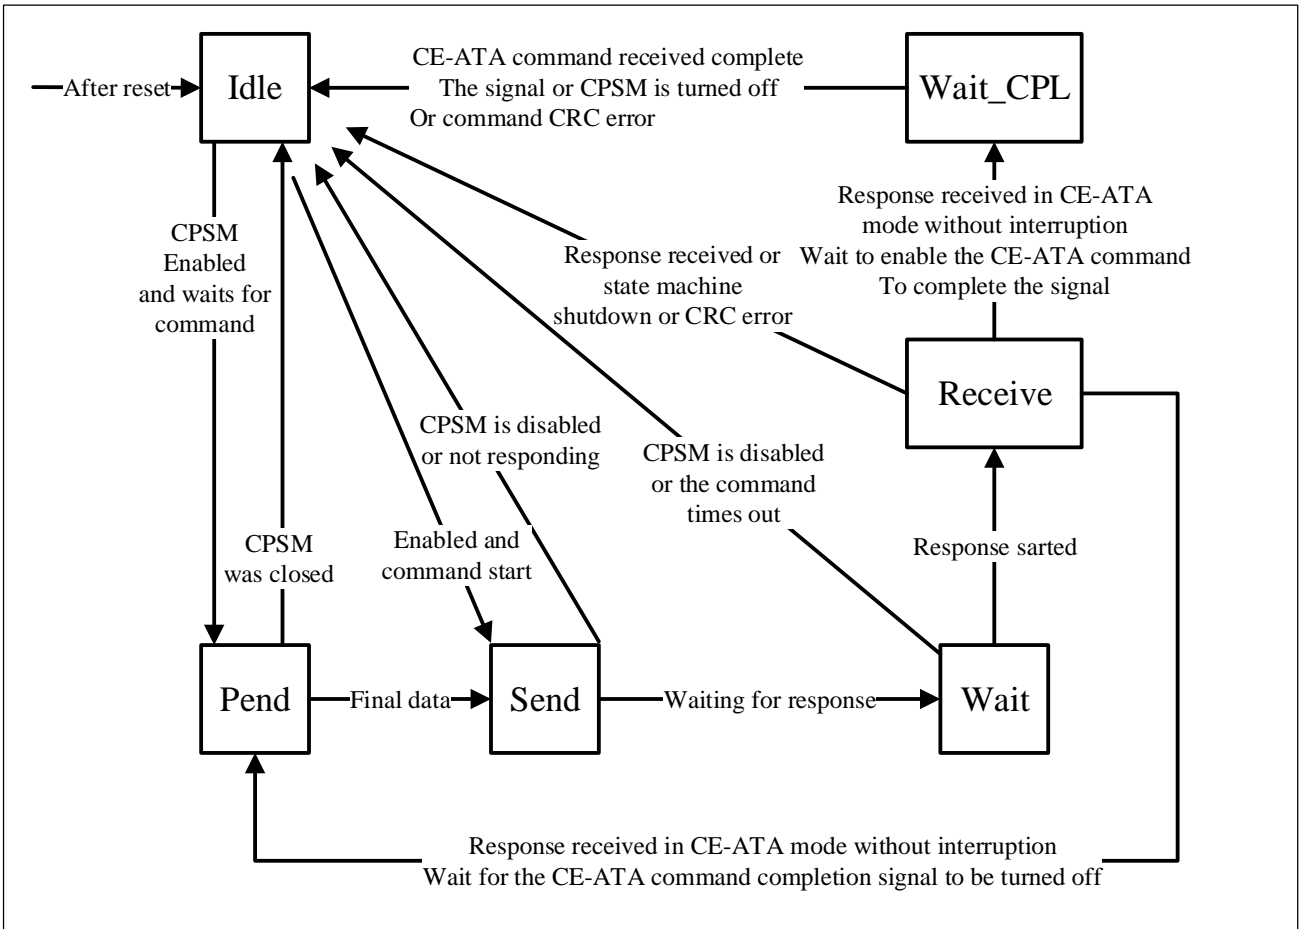 After reset
Idle
CE-ATA command received complete
The signal or CPSM is turned off
Or command CRC error
Wait_CPL
CPSM
Enabled
and waits for
command
Response received or
state machine
shutdown or CRC error
Response received in CE-ATA
mode without interruption
Wait to enable the CE-ATA command
To complete the signal
Receive
CPSM is disabled
or not responding
CPSM is disabled
or the command
times out
CPSM
was closed
Enabled and
command start
Response sarted
Pend
Final data
Send
Waiting for response
Wait
Response received in CE-ATA mode without interruption
Wait for the CE-ATA command completion signal to be turned off